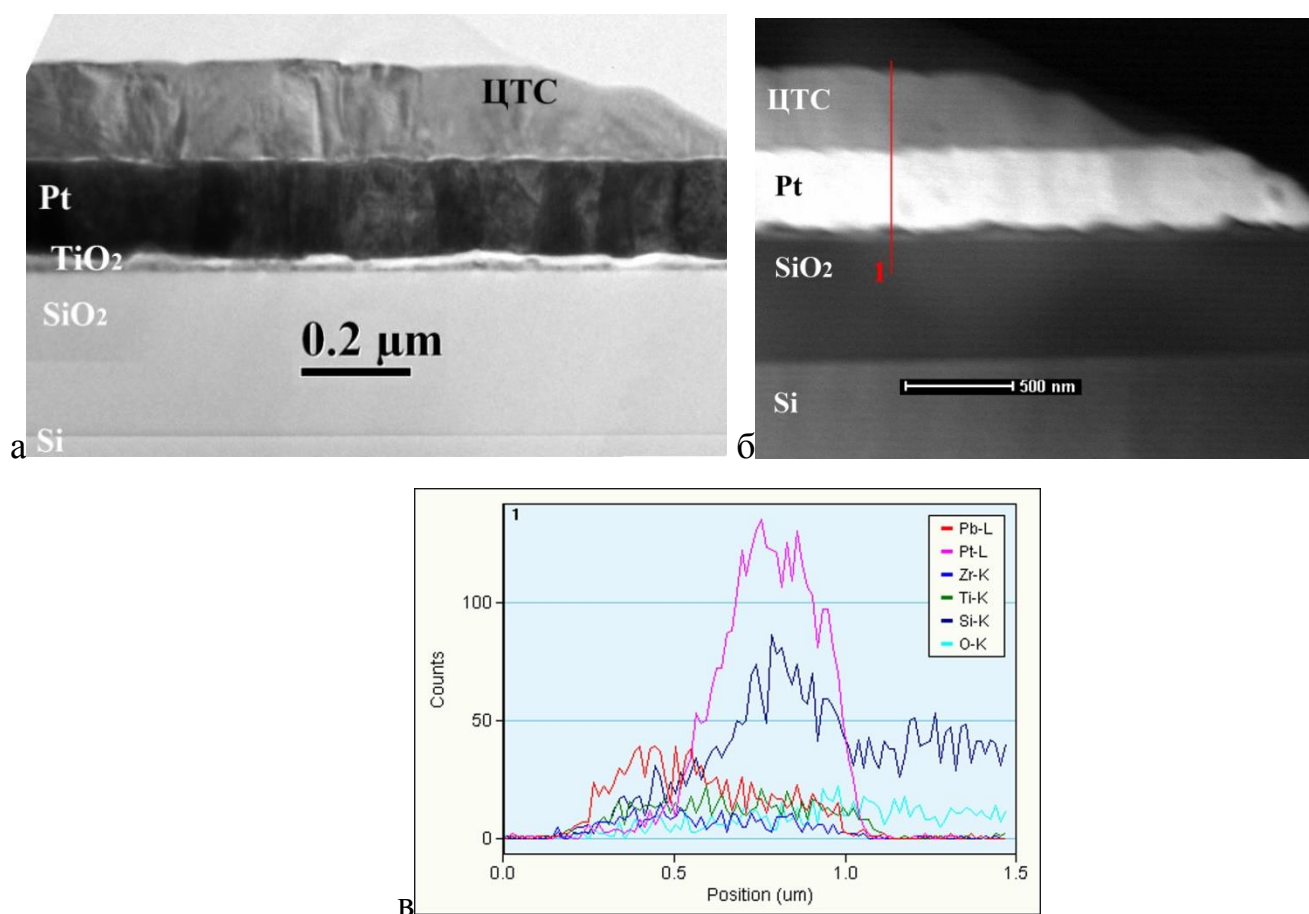 ЦТС
Pt
TiO2
SiO2
0.2 µm
Si
а
ЦТС
Pt
SiO2
1
500 nm
Si
б
1
Pb-L
Pt-L
Zr-K
Ti-K
Si-K
O-K
100
50
0
Counts
0.0 0.5 1.0 1.5
Position (um)
в